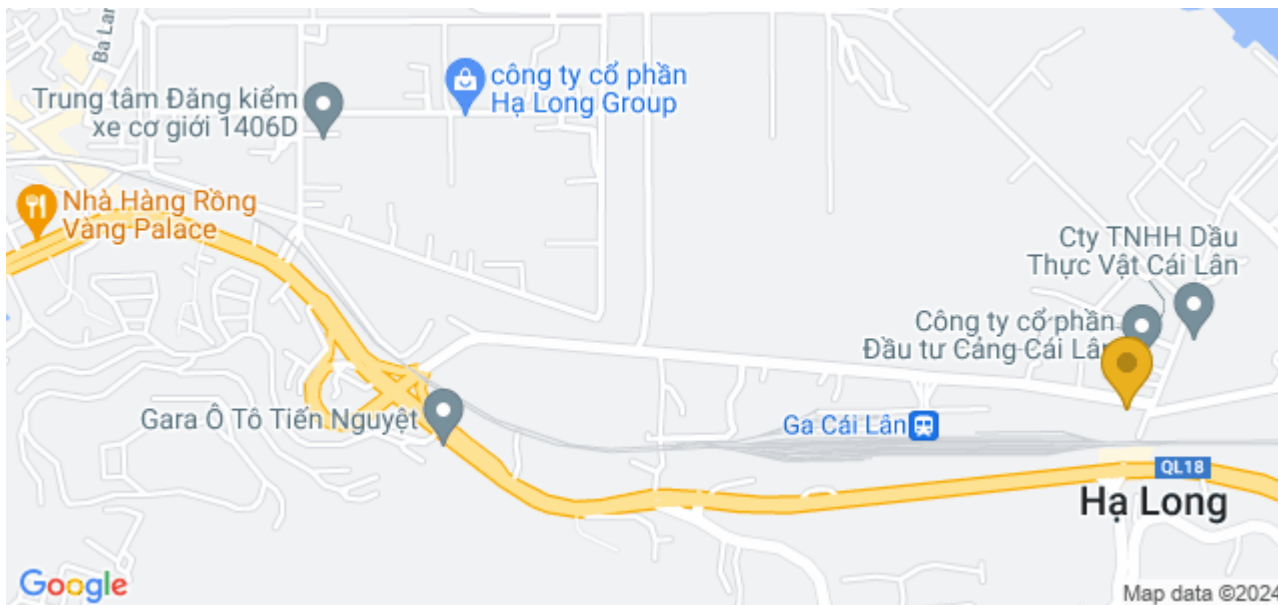 Ba Lan
công ty cổ phần
Hạ Long Group
Trung tâm Đăng kiểm
xe cơ giới 1406D
Nhà Hàng Rồng
Vàng Palace
Cty TNHH Dầu
Thực Vật Cái Lân
Công ty cổ phần
Đầu tư Cảng Cái Lân
Gara Ô Tô Tiến Nguyệt
Ga Cái Lân
QL18
Hạ Long
Google
Map data ©2024